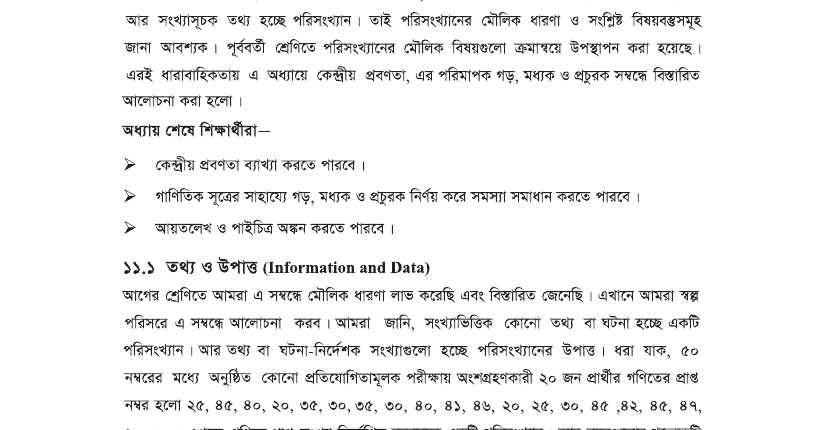 আর সংখ্যাসূচক তথ্য হচ্ছে পরিসংখ্যান। তাই পরিসংখ্যানের মৌলিক ধারণা ও সংশ্লিষ্ট বিষয়বস্তুসমূহ
জানা আবশ্যক। পূর্ববর্তী শ্রেণিতে পরিসংখ্যানের মৌলিক বিষয়গুলো ক্রমান্বয়ে উপস্থাপন করা হয়েছে।
এরই ধারাবাহিকতায় এ অধ্যায়ে কেন্দ্রীয় প্রবণতা, এর পরিমাপক গড়, মধ্যক ও প্রচুরক সম্বন্ধে বিস্তারিত
আলোচনা করা হলো।
অধ্যায় শেষে শিক্ষার্থীরা—
➢ কেন্দ্রীয় প্রবণতা ব্যাখ্যা করতে পারবে।
➢ গাণিতিক সূত্রের সাহায্যে গড়, মধ্যক ও প্রচুরক নির্ণয় করে সমস্যা সমাধান করতে পারবে।
➢ আয়তলেখ ও পাইচিত্র অঙ্কন করতে পারবে।
১১.১ তথ্য ও উপাত্ত (Information and Data)
আগের শ্রেণিতে আমরা এ সম্বন্ধে মৌলিক ধারণা লাভ করেছি এবং বিস্তারিত জেনেছি। এখানে আমরা স্বল্প
পরিসরে এ সম্বন্ধে আলোচনা করব। আমরা জানি, সংখ্যাভিত্তিক কোনো তথ্য বা ঘটনা হচ্ছে একটি
পরিসংখ্যান। আর তথ্য বা ঘটনা-নির্দেশক সংখ্যাগুলো হচ্ছে পরিসংখ্যানের উপাত্ত। ধরা যাক, ৫০
নম্বরের মধ্যে অনুষ্ঠিত কোনো প্রতিযোগিতামূলক পরীক্ষায় অংশগ্রহণকারী ২০ জন প্রার্থীর গণিতের প্রাপ্ত
নম্বর হলো ২৫, ৪৫, ৪০, ২০, ৩৫, ৩০, ৩৫, ৩০, ৪০, ৪১, ৪৬, ২০, ২৫, ৩০, ৪৫ ,৪২, ৪৫, ৪৭,